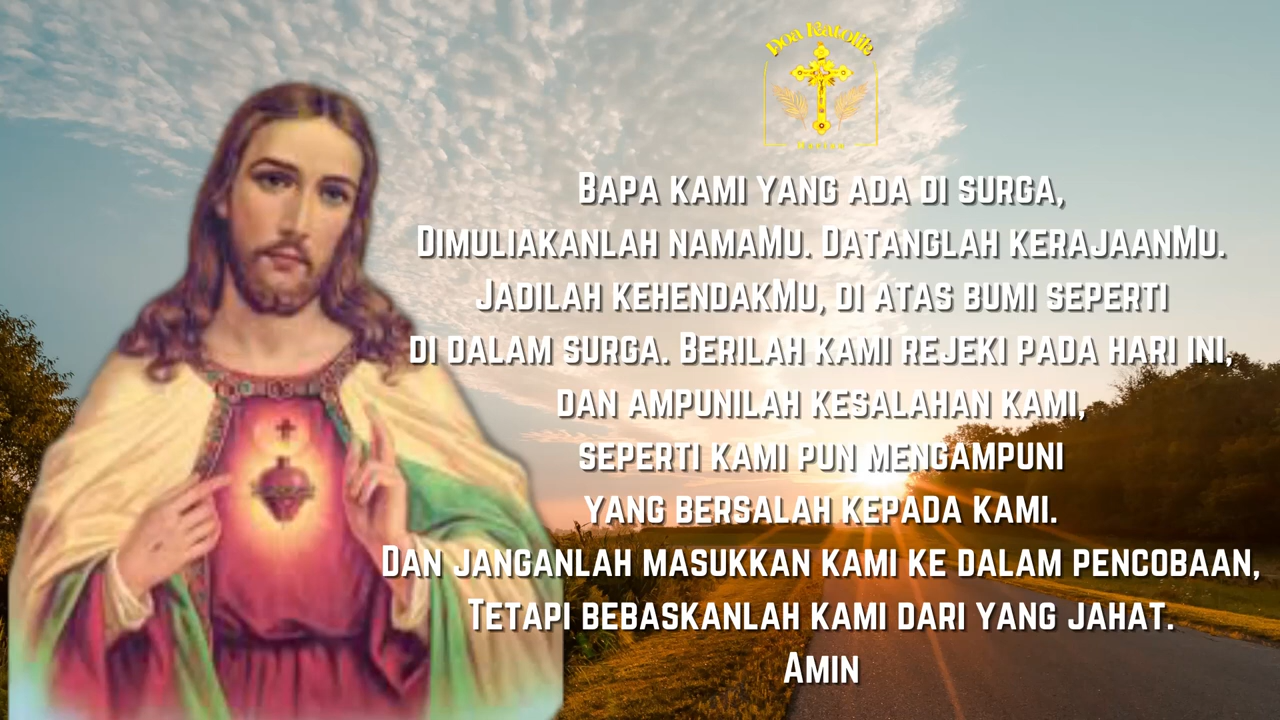 Doa Katolik
BAPA KAMI YANG ADA DI SURGA,
DIMULIAKANLAH NAMAMU. DATANGLAH KERAJAANMU.
JADILAH KEHENDAKMU, DI ATAS BUMI SEPERTI
DI DALAM SURGA. BERILAH KAMI REJEKI PADA HARI INI,
DAN AMPUNILAH KESALAHAN KAMI,
SEPERTI KAMI PUN MENGAMPUNI
YANG BERSALAH KEPADA KAMI.
DAN JANGANLAH MASUKKAN KAMI KE DALAM PENCOBAAN,
TETAPI BEBASKANLAH KAMI DARI YANG JAHAT.
AMIN